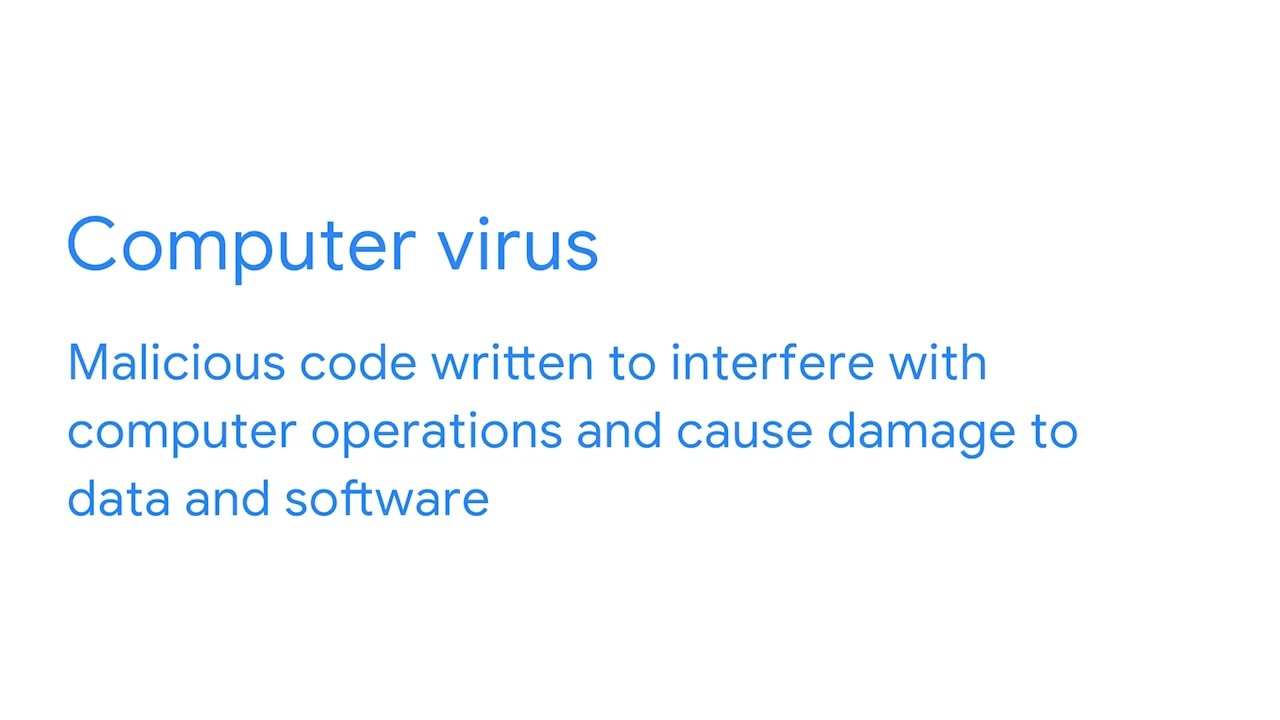 Computer virus
Malicious code written to interfere with
computer operations and cause damage to
data and software